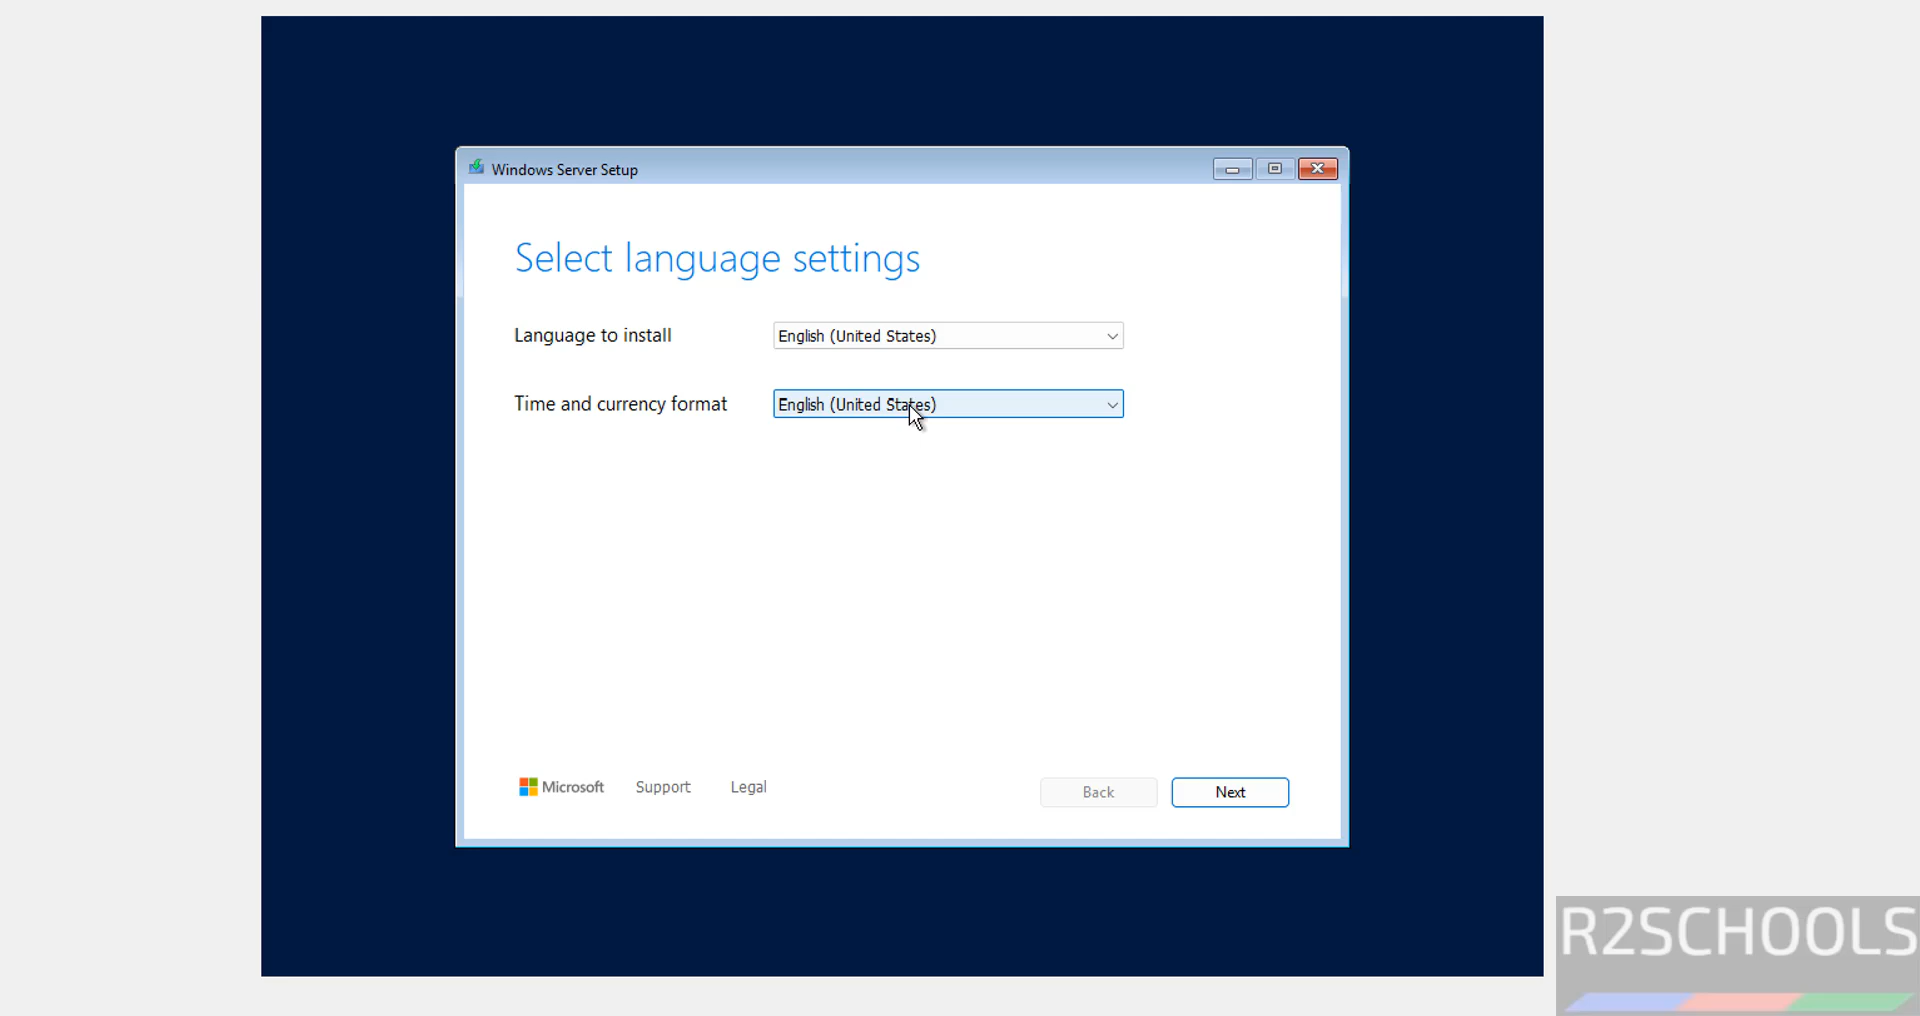 Windows Server Setup
Select language settings
Language to install
English (United States)
Time and currency format
English (United States)
Microsoft
Support
Legal
Back
Next
R2SCHOOLS